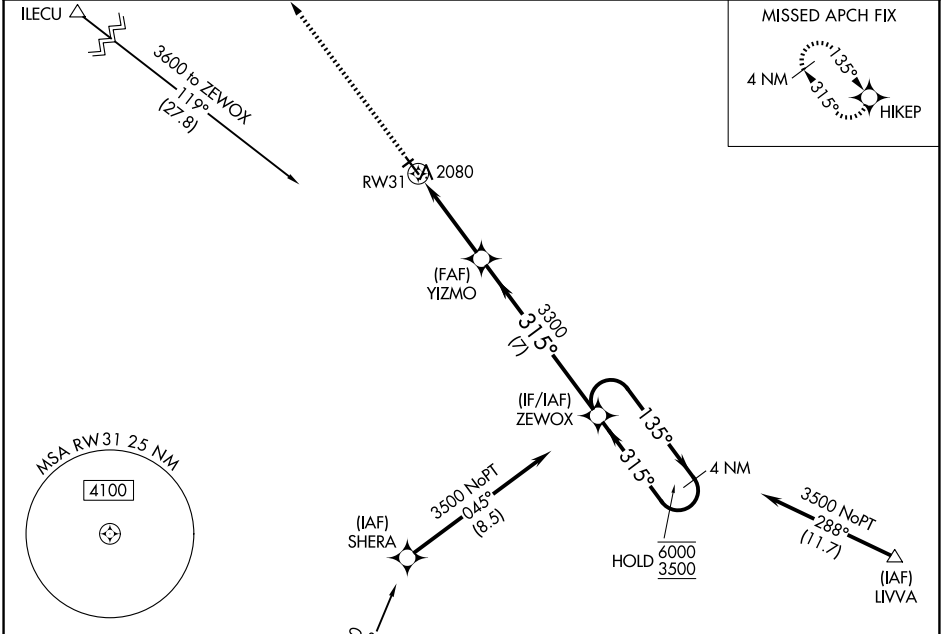 ILECU
3600 to ZEWOX
119°
(27.8)
MISSED APCH FIX
4 NM
135°
315°
HIKEP
RW31
2080
(FAF)
YIZMO
3300
315°
(7)
(IF/IAF)
ZEWOX
135°
315°
4 NM
HOLD
6000
3500
MSA RW31 25 NM
4100
3500 NoPT
045°
(8.5)
(IAF)
SHERA
3500 NoPT
288°
(11.7)
(IAF)
LIVVA